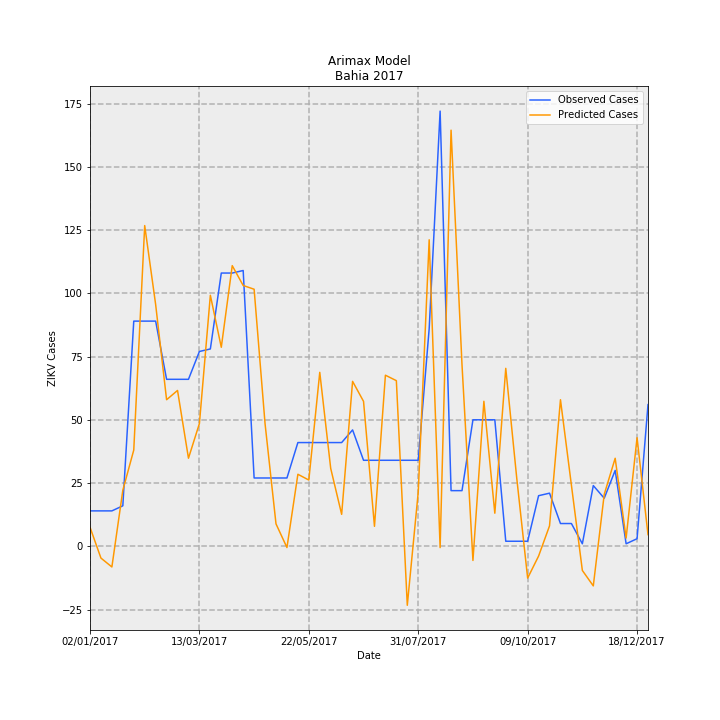 Arimax Model
Bahia 2017
Observed Cases
Predicted Cases
175
150
125
100
75
50
25
0
−25
ZIKV Cases
02/01/2017
13/03/2017
22/05/2017
31/07/2017
09/10/2017
18/12/2017
Date